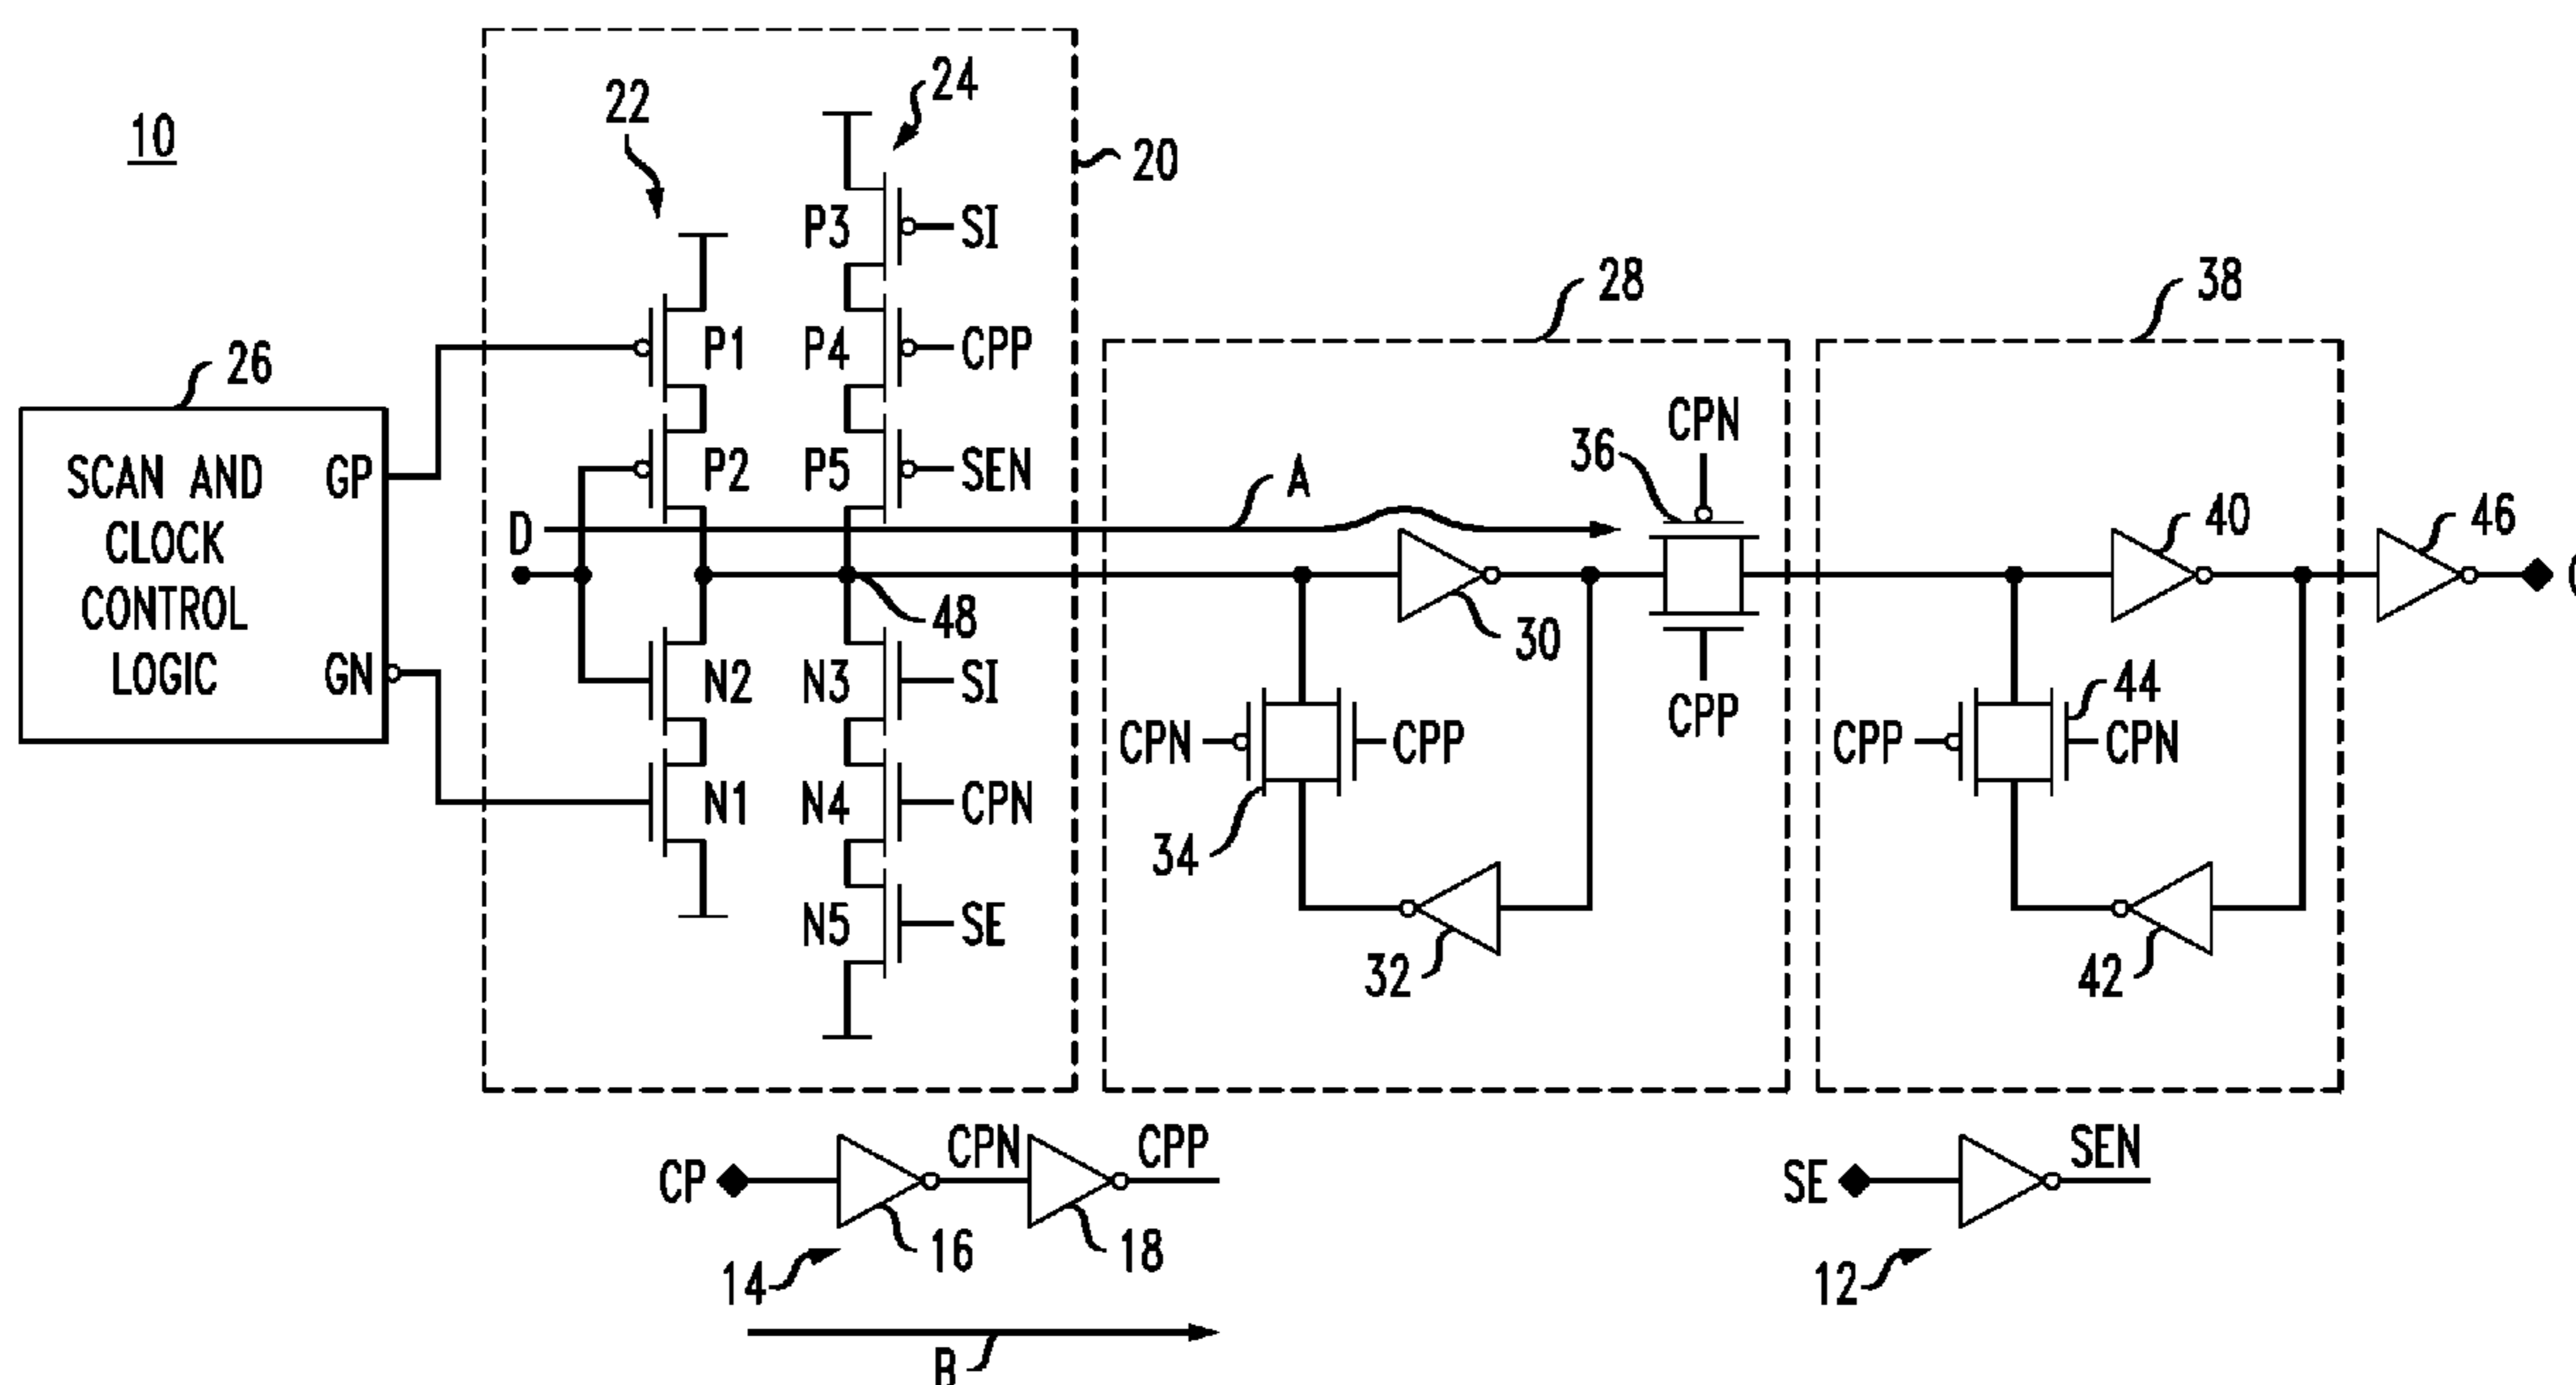 10
22
24
20
P3
SI
26
SCAN AND
CLOCK
CONTROL
LOGIC
GP
GN
P1
P4
CPP
D
P2
P5
SEN
A
48
N2
N3
SI
N1
N4
CPN
N5
SE
28
CPN
36
30
CPN
CPP
CPP
34
32
38
40
46
44
CPP
CPN
42
CP
CPN
CPP
14
16
18
B
SE
SEN
12